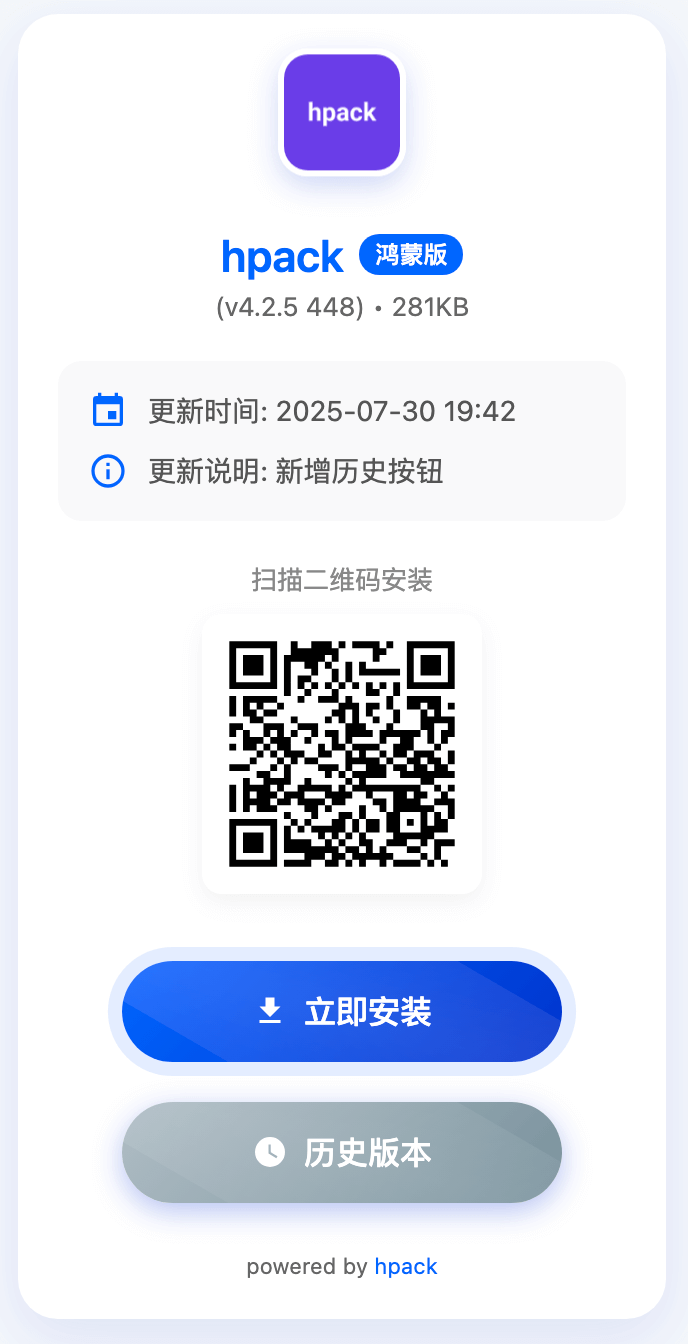 hpack
hpack 鸿蒙版
(v4.2.5 448) • 281KB
更新时间: 2025-07-30 19:42
更新说明: 新增历史按钮
扫描二维码安装
立即安装
历史版本
powered by hpack